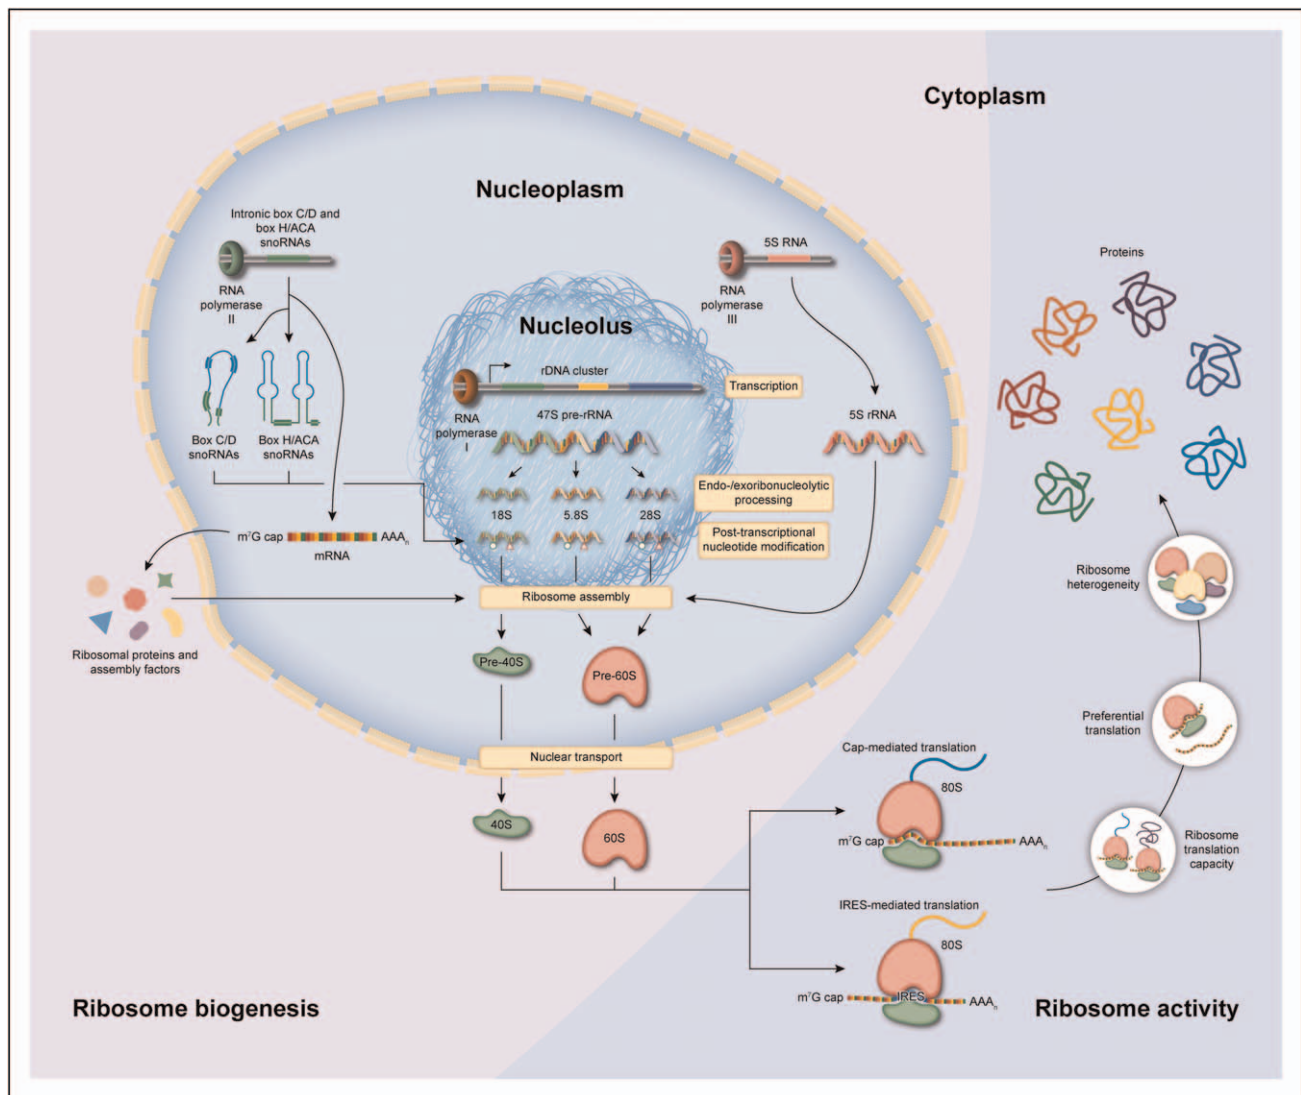 Cytoplasm
Nucleoplasm
Intronic box C/D and
box H/ACA
snoRNAs
RNA
polymerase
II
5S RNA
RNA
polymerase
III
Proteins
Nucleolus
rDNA cluster
Transcription
RNA
polymerase
I
47S pre-rRNA
5S rRNA
Box C/D
snoRNAs
Box H/ACA
snoRNAs
Endo-/exoribonucleolytic
processing
18S
5.8S
28S
Post-transcriptional
nucleotide modification
m⁷G cap
AAAₙ
mRNA
Ribosome
heterogeneity
Ribosome assembly
Ribosomal proteins and
assembly factors
Pre-40S
Pre-60S
Preferential
translation
Nuclear transport
Cap-mediated translation
80S
40S
60S
m⁷G cap
AAAₙ
Ribosome
translation
capacity
IRES-mediated translation
80S
m⁷G cap
IRES
AAAₙ
Ribosome biogenesis
Ribosome activity